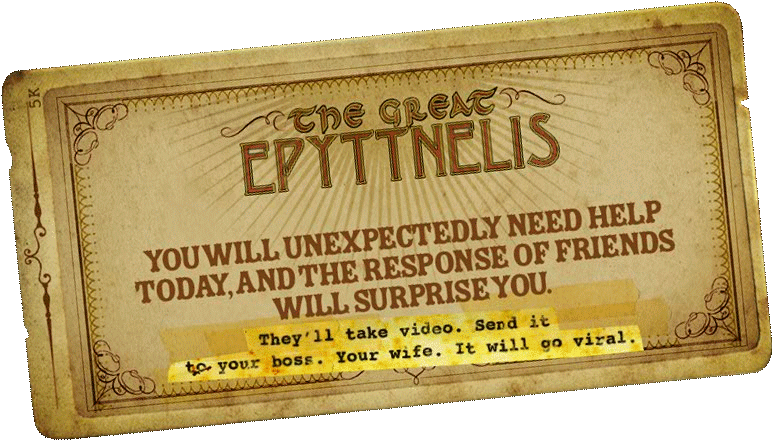 5K
THE GREAT
EPYTTNELIS
YOU WILL UNEXPECTEDLY NEED HELP
TODAY, AND THE RESPONSE OF FRIENDS
WILL SURPRISE YOU.
They'll take video. Send it
to your boss. Your wife. It will go viral.